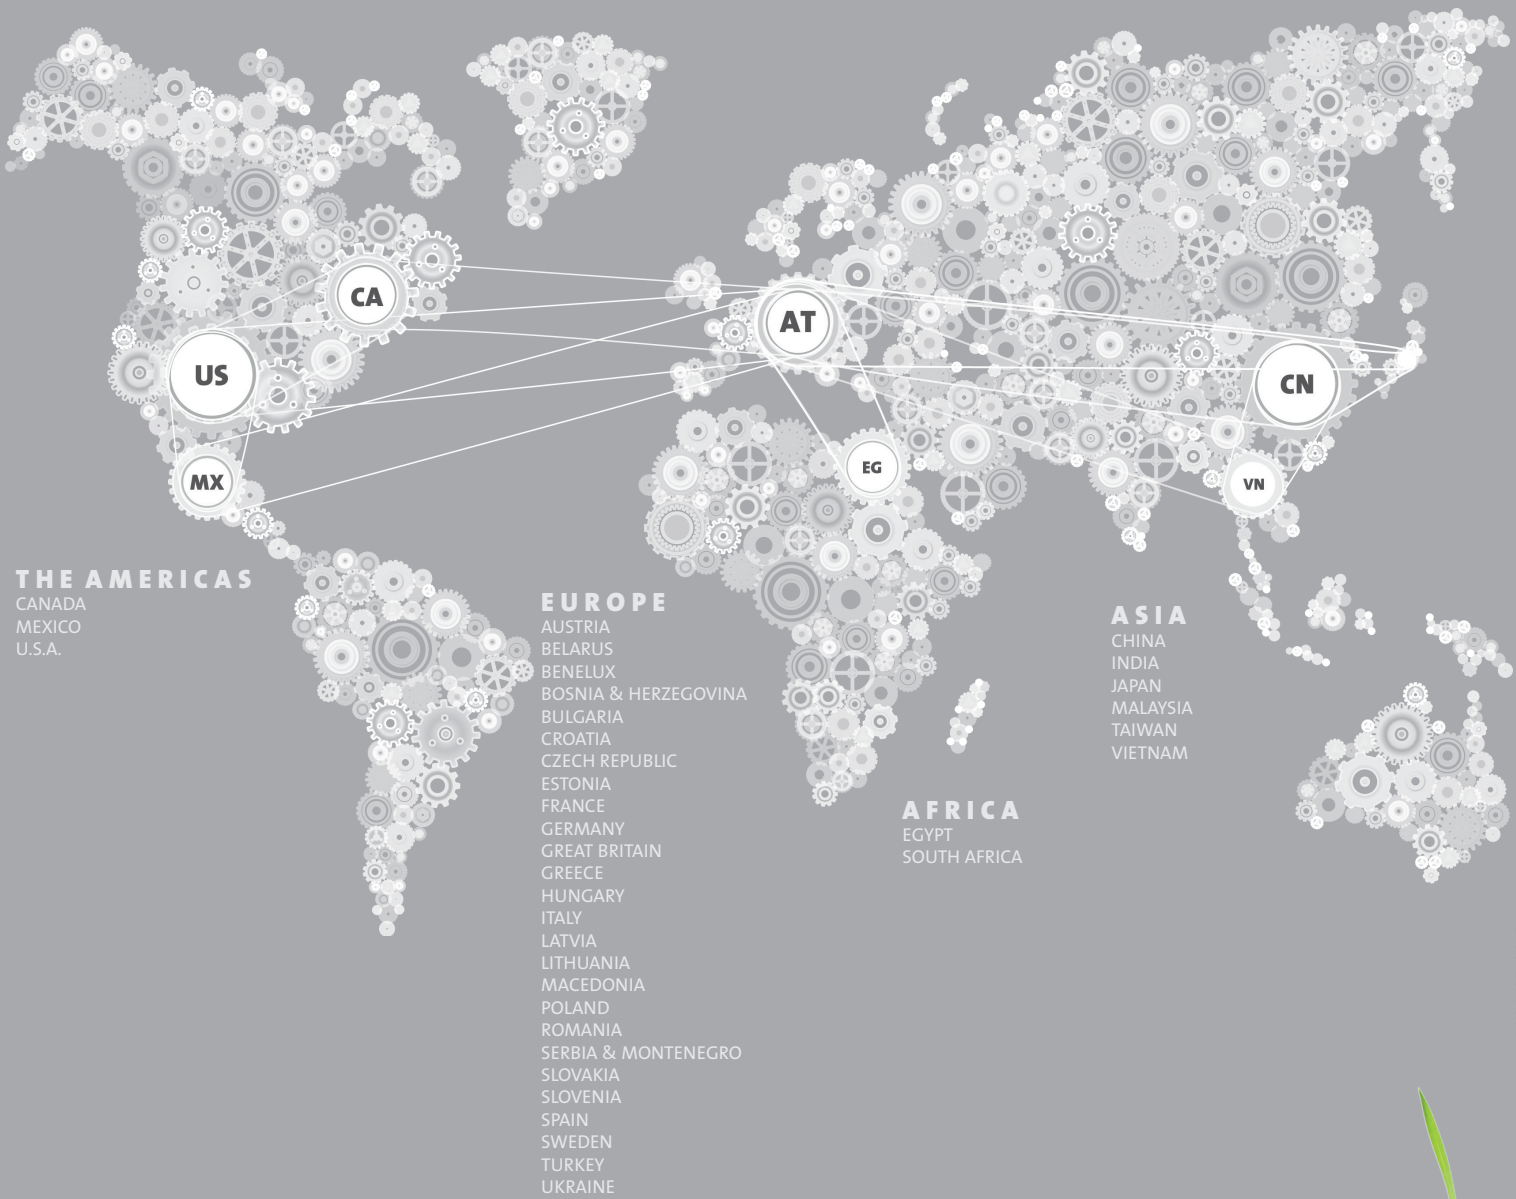 CA
AT
US
CN
EG
MX
VN
THE AMERICAS
CANADA
MEXICO
U.S.A.
EUROPE
AUSTRIA
BELARUS
BENELUX
BOSNIA & HERZEGOVINA
BULGARIA
CROATIA
CZECH REPUBLIC
ESTONIA
FRANCE
GERMANY
GREAT BRITAIN
GREECE
HUNGARY
ITALY
LATVIA
LITHUANIA
MACEDONIA
POLAND
ROMANIA
SERBIA & MONTENEGRO
SLOVAKIA
SLOVENIA
SPAIN
SWEDEN
TURKEY
UKRAINE
AFRICA
EGYPT
SOUTH AFRICA
ASIA
CHINA
INDIA
JAPAN
MALAYSIA
TAIWAN
VIETNAM